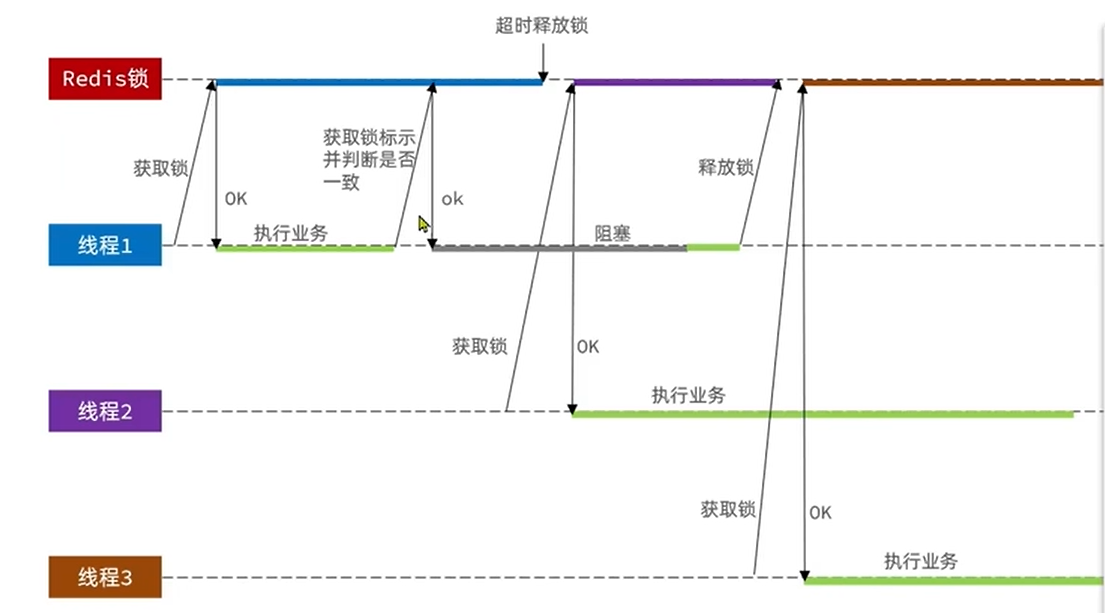 超时释放锁
Redis锁
获取锁标示
并判断是否
一致
获取锁
释放锁
OK
ok
执行业务
阻塞
线程1
获取锁
OK
执行业务
线程2
获取锁
OK
执行业务
线程3